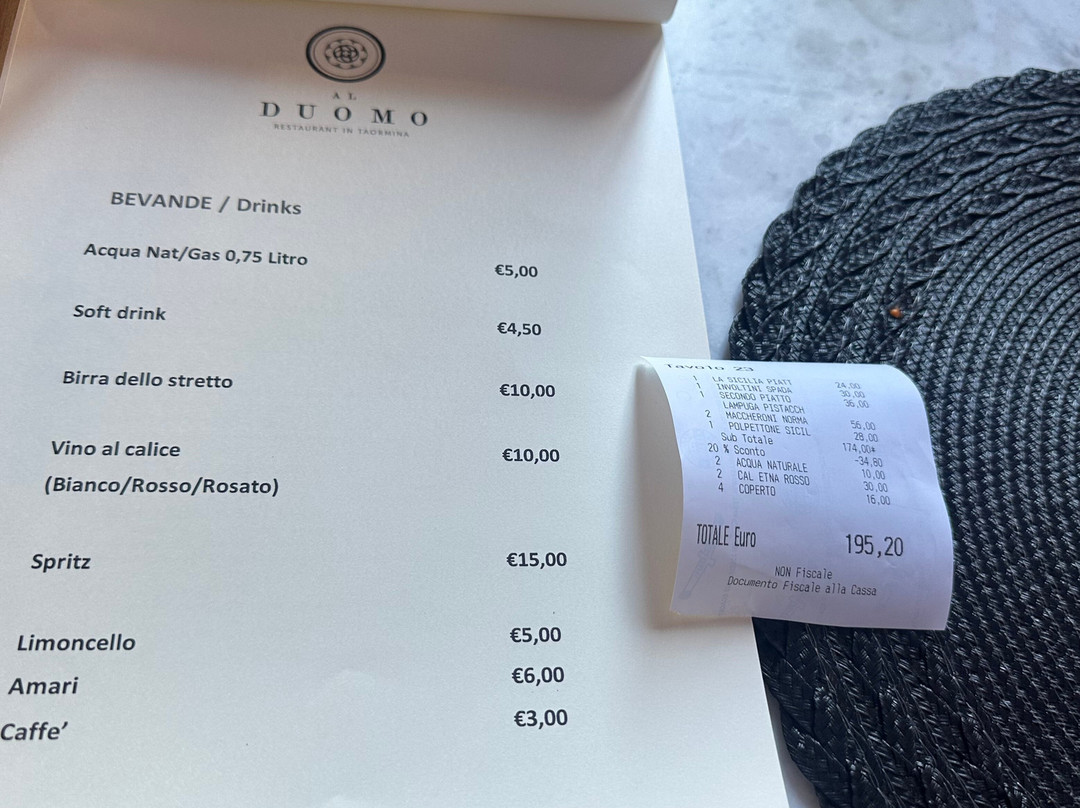 AL
DUOMO
RESTAURANT IN TAORMINA
BEVANDE / Drinks
Acqua Nat/Gas 0,75 Litro €5,00
Soft drink €4,50
Birra dello stretto €10,00
Vino al calice €10,00
(Bianco/Rosso/Rosato)
Spritz €15,00
Limoncello €5,00
Amari €6,00
Caffe' €3,00
Tavolo 23
1 LA SICILIA PIATT 24,00
1 INVOLTINI SPADA 30,00
1 SECONDO PIATTO 36,00
LAMPUGA PISTACCH
2 MACCHERONI NORMA 56,00
1 POLPETTONE SICIL 28,00
Sub Totale 174,00*
20 % Sconto -34,80
2 ACQUA NATURALE 10,00
2 CAL ETNA ROSSO 30,00
4 COPERTO 16,00
TOTALE Euro 195,20
NON Fiscale
Documento Fiscale alla Cassa